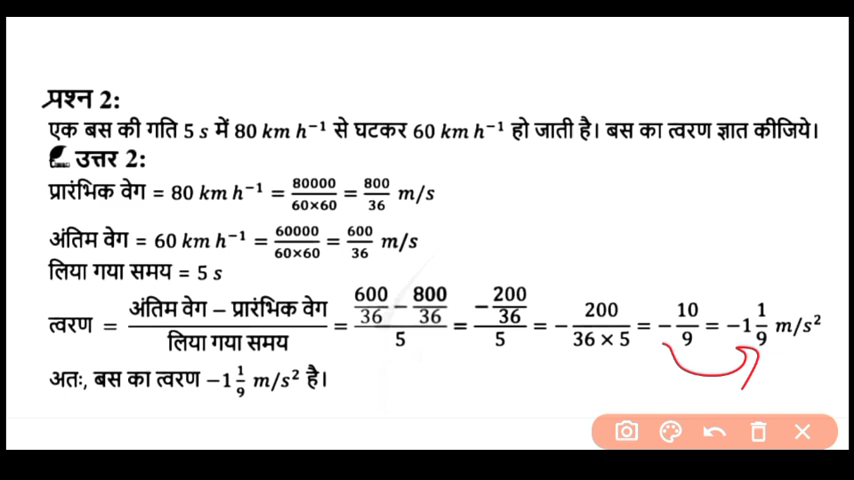 प्रश्न 2:
एक बस की गति 5 s में 80 km h⁻¹ से घटकर 60 km h⁻¹ हो जाती है। बस का त्वरण ज्ञात कीजिये।
उत्तर 2:
प्रारंभिक वेग = 80 km h⁻¹ = 80000/(60×60) = 800/36 m/s
अंतिम वेग = 60 km h⁻¹ = 60000/(60×60) = 600/36 m/s
लिया गया समय = 5 s
त्वरण = (अंतिम वेग − प्रारंभिक वेग)/(लिया गया समय) = (600/36 − 800/36)/5 = (−200/36)/5 = −200/(36 × 5) = −10/9 = −1 1/9 m/s²
अतः, बस का त्वरण −1 1/9 m/s² है।